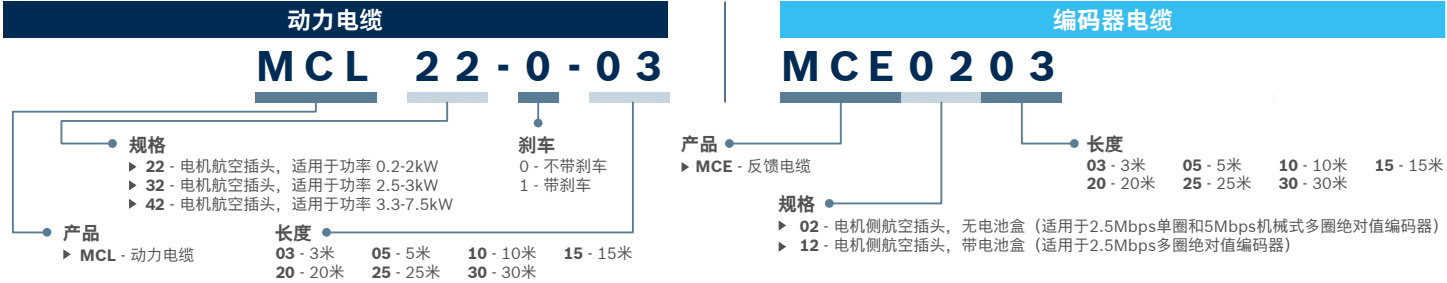 动力电缆
MCL 22-0-03
规格
▶ 22 - 电机航空插头，适用于功率 0.2-2kW
▶ 32 - 电机航空插头，适用于功率 2.5-3kW
▶ 42 - 电机航空插头，适用于功率 3.3-7.5kW
刹车
0 - 不带刹车
1 - 带刹车
产品
▶ MCL - 动力电缆
长度
03 - 3米 05 - 5米 10 - 10米 15 - 15米
20 - 20米 25 - 25米 30 - 30米
编码器电缆
MCE0203
产品
▶ MCE - 反馈电缆
长度
03 - 3米 05 - 5米 10 - 10米 15 - 15米
20 - 20米 25 - 25米 30 - 30米
规格
▶ 02 - 电机侧航空插头，无电池盒（适用于2.5Mbps单圈和5Mbps机械式多圈绝对值编码器）
▶ 12 - 电机侧航空插头，带电池盒（适用于2.5Mbps多圈绝对值编码器）